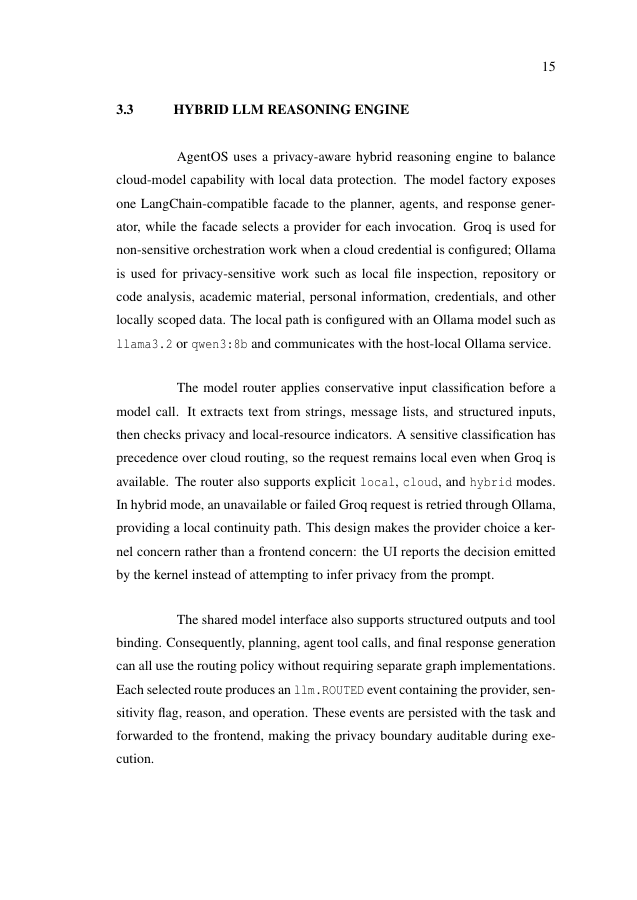 15
3.3 HYBRID LLM REASONING ENGINE
AgentOS uses a privacy-aware hybrid reasoning engine to balance
cloud-model capability with local data protection. The model factory exposes
one LangChain-compatible facade to the planner, agents, and response gener-
ator, while the facade selects a provider for each invocation. Groq is used for
non-sensitive orchestration work when a cloud credential is configured; Ollama
is used for privacy-sensitive work such as local file inspection, repository or
code analysis, academic material, personal information, credentials, and other
locally scoped data. The local path is configured with an Ollama model such as
llama3.2 or qwen3:8b and communicates with the host-local Ollama service.
The model router applies conservative input classification before a
model call. It extracts text from strings, message lists, and structured inputs,
then checks privacy and local-resource indicators. A sensitive classification has
precedence over cloud routing, so the request remains local even when Groq is
available. The router also supports explicit local, cloud, and hybrid modes.
In hybrid mode, an unavailable or failed Groq request is retried through Ollama,
providing a local continuity path. This design makes the provider choice a ker-
nel concern rather than a frontend concern: the UI reports the decision emitted
by the kernel instead of attempting to infer privacy from the prompt.
The shared model interface also supports structured outputs and tool
binding. Consequently, planning, agent tool calls, and final response generation
can all use the routing policy without requiring separate graph implementations.
Each selected route produces an llm.ROUTED event containing the provider, sen-
sitivity flag, reason, and operation. These events are persisted with the task and
forwarded to the frontend, making the privacy boundary auditable during exe-
cution.